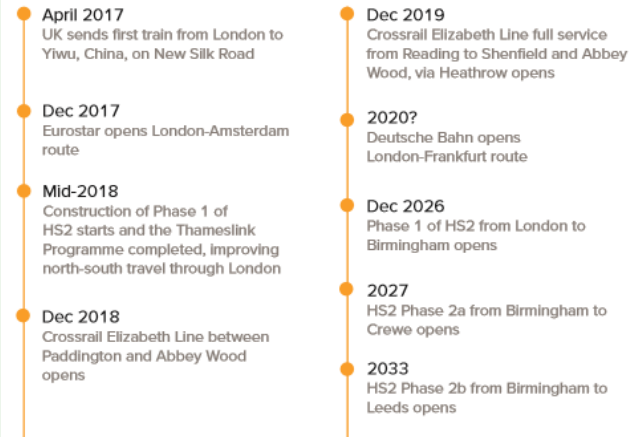 April 2017
UK sends first train from London to
Yiwu, China, on New Silk Road
Dec 2017
Eurostar opens London-Amsterdam
route
Mid-2018
Construction of Phase 1 of
HS2 starts and the Thameslink
Programme completed, improving
north-south travel through London
Dec 2018
Crossrail Elizabeth Line between
Paddington and Abbey Wood
opens
Dec 2019
Crossrail Elizabeth Line full service
from Reading to Shenfield and Abbey
Wood, via Heathrow opens
2020?
Deutsche Bahn opens
London-Frankfurt route
Dec 2026
Phase 1 of HS2 from London to
Birmingham opens
2027
HS2 Phase 2a from Birmingham to
Crewe opens
2033
HS2 Phase 2b from Birmingham to
Leeds opens